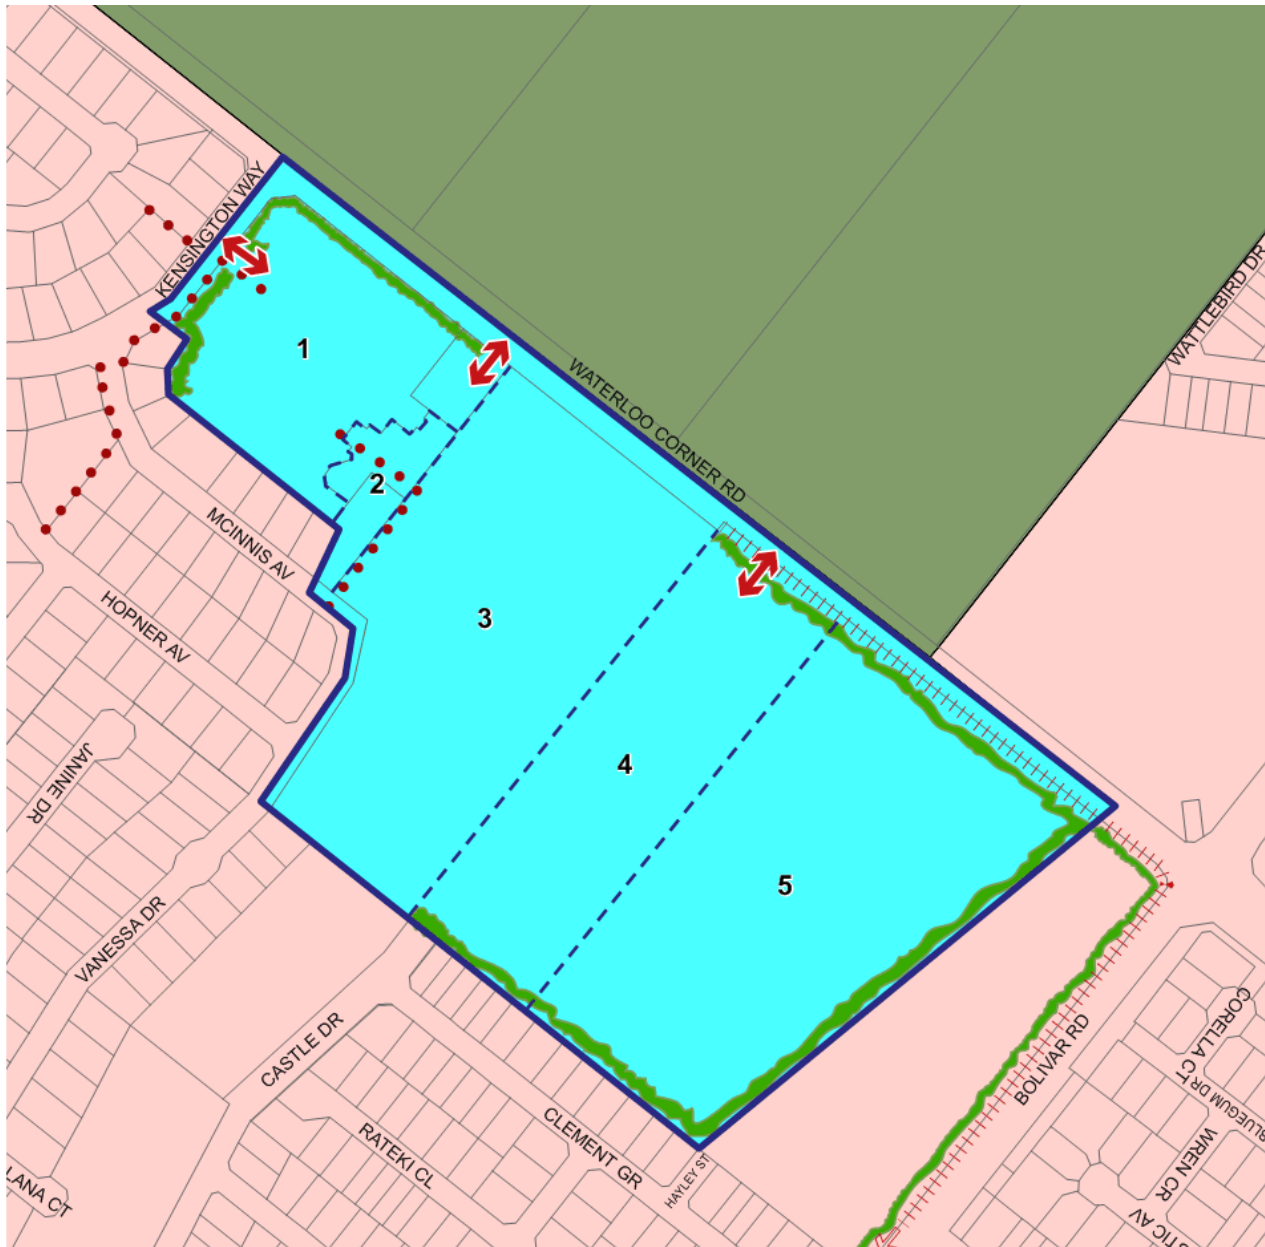 KENSINGTON WAY
WATTLEBIRD DR
1
WATERLOO CORNER RD
2
MCINNIS AV
HOPNER AV
3
JANINE DR
4
5
VANESSA DR
CASTLE DR
CORELLA CT
BOLIVAR RD
BLUEGUM DR
CLEMENT GR
RATEKI CL
WREN CR
HAYLEY ST
LANA CT
STIC AV